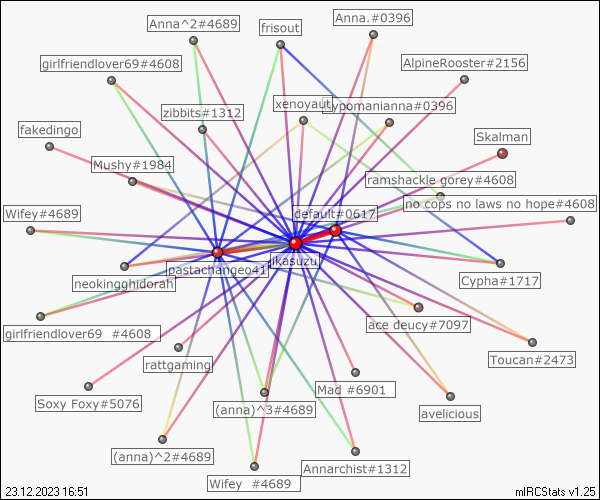 Anna^2#4689
frisout
Anna.#0396
girlfriendlover69#4608
AlpineRooster#2156
zibbits#1312
xenoyaut
ypomanianna#0396
fakedingo
Skalman
Mushy#1984
ramshackle gorey#4608
Wifey#4689
default#0617
no cops no laws no hope#4608
pastachangeo41
ikasuzu
neokingghidorah
Cypha#1717
girlfriendlover69 #4608
ace deucy#7097
rattgaming
Toucan#2473
Soxy Foxy#5076
(anna)^3#4689
Mad #6901
avelicious
(anna)^2#4689
Wifey #4689
Annarchist#1312
23.12.2023 16:51
mIRCStats v1.25